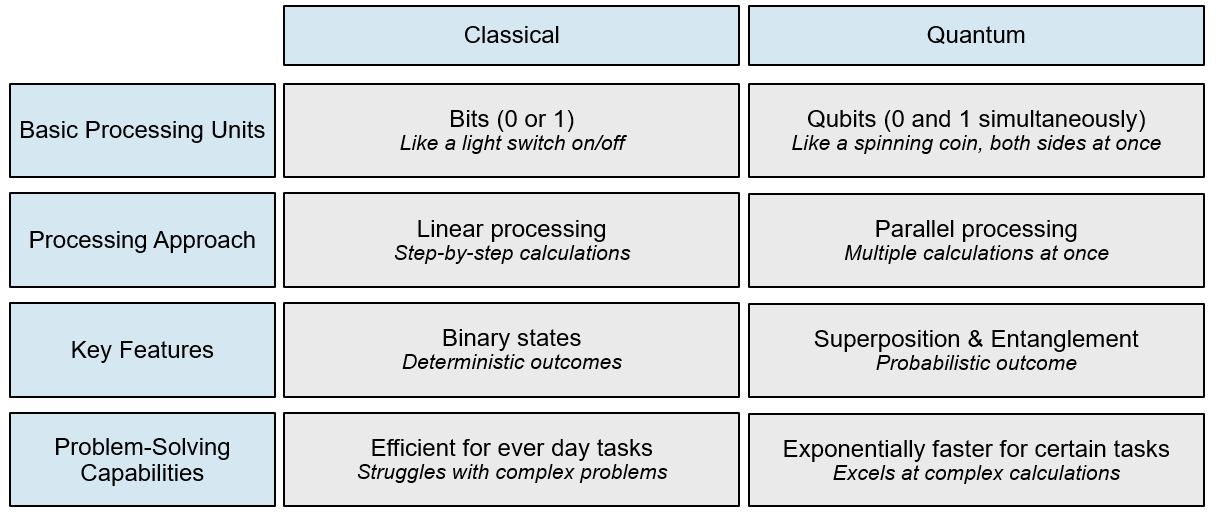 Classical
Quantum
Basic Processing Units
Bits (0 or 1)
Like a light switch on/off
Qubits (0 and 1 simultaneously)
Like a spinning coin, both sides at once
Processing Approach
Linear processing
Step-by-step calculations
Parallel processing
Multiple calculations at once
Key Features
Binary states
Deterministic outcomes
Superposition & Entanglement
Probabilistic outcome
Problem-Solving
Capabilities
Efficient for ever day tasks
Struggles with complex problems
Exponentially faster for certain tasks
Excels at complex calculations